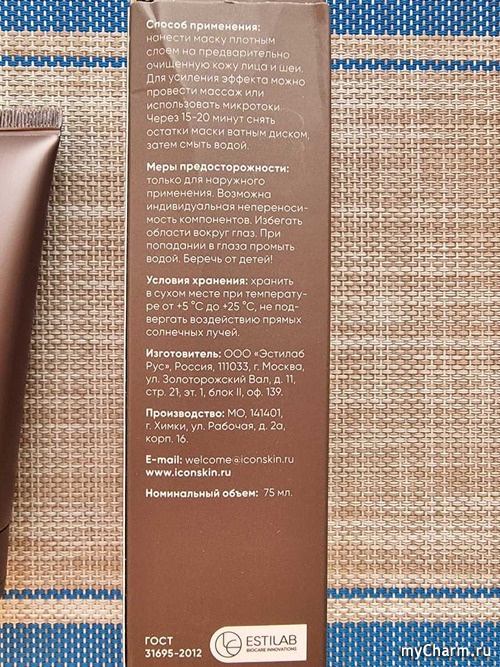 Способ применения:
нанести маску плотным
слоем на предварительно
очищенную кожу лица и шеи.
Для усиления эффекта можно
провести массаж или
использовать микротоки.
Через 15-20 минут снять
остатки маски ватным диском,
затем смыть водой.
Меры предосторожности:
только для наружного
применения. Возможна
индивидуальная непереноси-
мость компонентов. Избегать
области вокруг глаз. При
попадании в глаза промыть
водой. Беречь от детей!
Условия хранения: хранить
в сухом месте при температу-
ре от +5 °C до +25 °C, не под-
вергать воздействию прямых
солнечных лучей.
Изготовитель: ООО «Эстилаб
Рус», Россия, 111033, г. Москва,
ул. Золоторожский Вал, д. 11,
стр. 21, эт. 1, блок II, оф. 139.
Производство: МО, 141401,
г. Химки, ул. Рабочая, д. 2а,
корп. 16.
E-mail: welcome@iconskin.ru
www.iconskin.ru
Номинальный объем: 75 мл.
ГОСТ
31695-2012
ESTILAB
BIOCARE INNOVATIONS
myCharm.ru